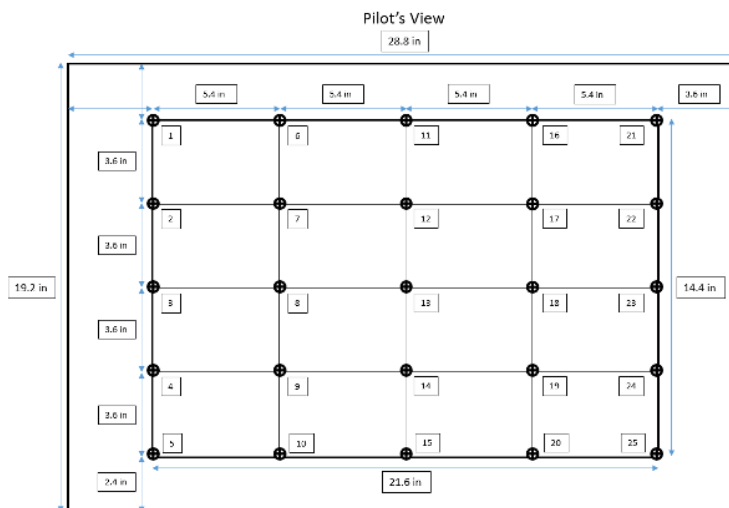 Pilot's View
28.8 in
5.4 in
5.4 in
5.4 in
5.4 in
3.6 in
1
6
11
16
21
3.6 in
2
7
12
17
22
3.6 in
19.2 in
3
8
13
18
23
14.4 in
3.6 in
4
9
14
19
24
3.6 in
5
10
15
20
25
2.4 in
21.6 in